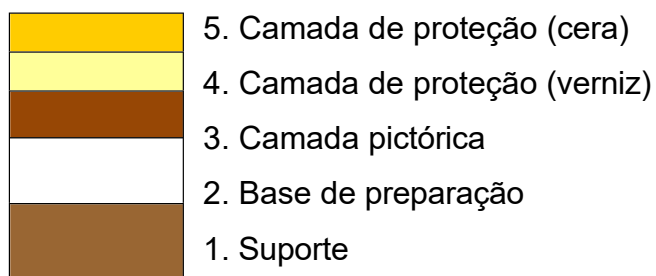 5. Camada de proteção (cera)
4. Camada de proteção (verniz)
3. Camada pictórica
2. Base de preparação
1. Suporte